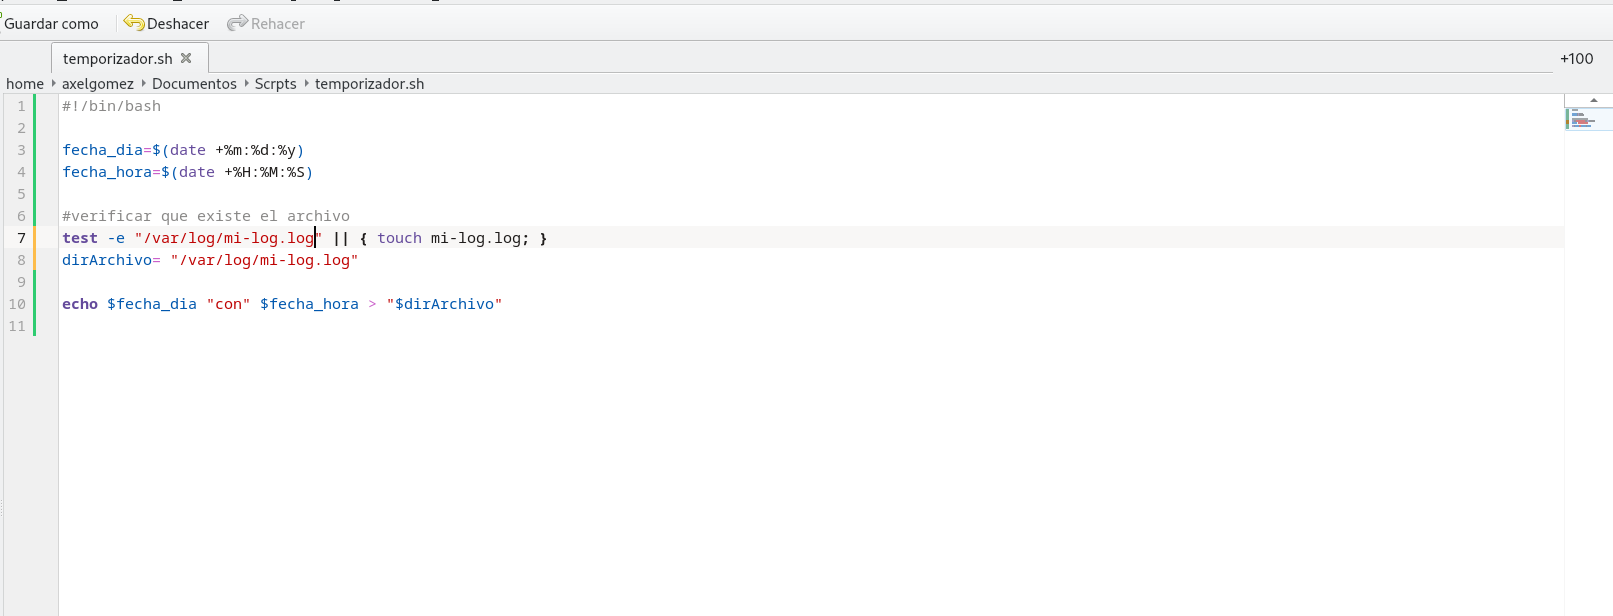 Guardar como Deshacer Rehacer
temporizador.sh +100
home axelgomez Documentos Scrpts temporizador.sh
1 #!/bin/bash
2
3 fecha_dia=$(date +%m:%d:%y)
4 fecha_hora=$(date +%H:%M:%S)
5
6 #verificar que existe el archivo
7 test -e "/var/log/mi-log.log" || { touch mi-log.log; }
8 dirArchivo= "/var/log/mi-log.log"
9
10 echo $fecha_dia "con" $fecha_hora > "$dirArchivo"
11